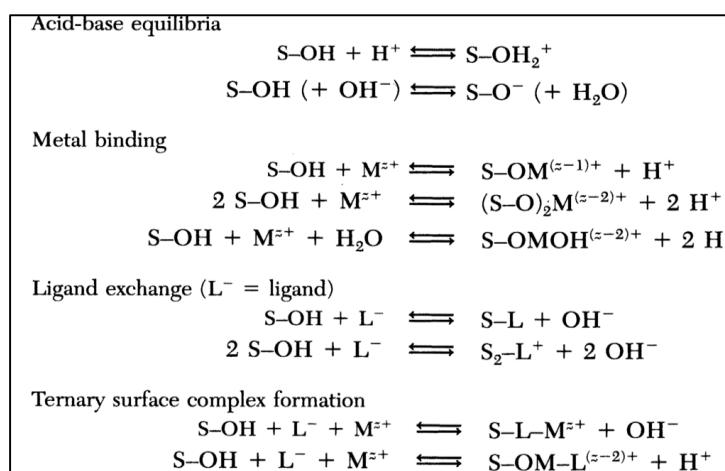 Acid-base equilibria
S–OH + H⁺ ⇌ S–OH₂⁺
S–OH (+ OH⁻) ⇌ S–O⁻ (+ H₂O)
Metal binding
S–OH + Mᶻ⁺ ⇌ S–OM⁽ᶻ⁻¹⁾⁺ + H⁺
2 S–OH + Mᶻ⁺ ⇌ (S–O)₂M⁽ᶻ⁻²⁾⁺ + 2 H⁺
S–OH + Mᶻ⁺ + H₂O ⇌ S–OMOH⁽ᶻ⁻²⁾⁺ + 2 H
Ligand exchange (L⁻ = ligand)
S–OH + L⁻ ⇌ S–L + OH⁻
2 S–OH + L⁻ ⇌ S₂–L⁺ + 2 OH⁻
Ternary surface complex formation
S–OH + L⁻ + Mᶻ⁺ ⇌ S–L–Mᶻ⁺ + OH⁻
S–OH + L⁻ + Mᶻ⁺ ⇌ S–OM–L⁽ᶻ⁻²⁾⁺ + H⁺